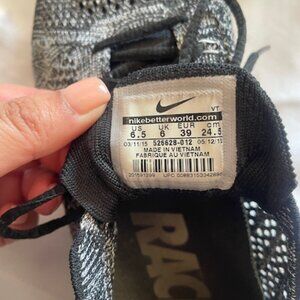 VT
nikebetterworld.com
US UK EUR cm
6.5 6 39 24.5
03/11/15 526628-012 05/12/15
MADE IN VIETNAM
FABRIQUE AU VIETNAM
RAC